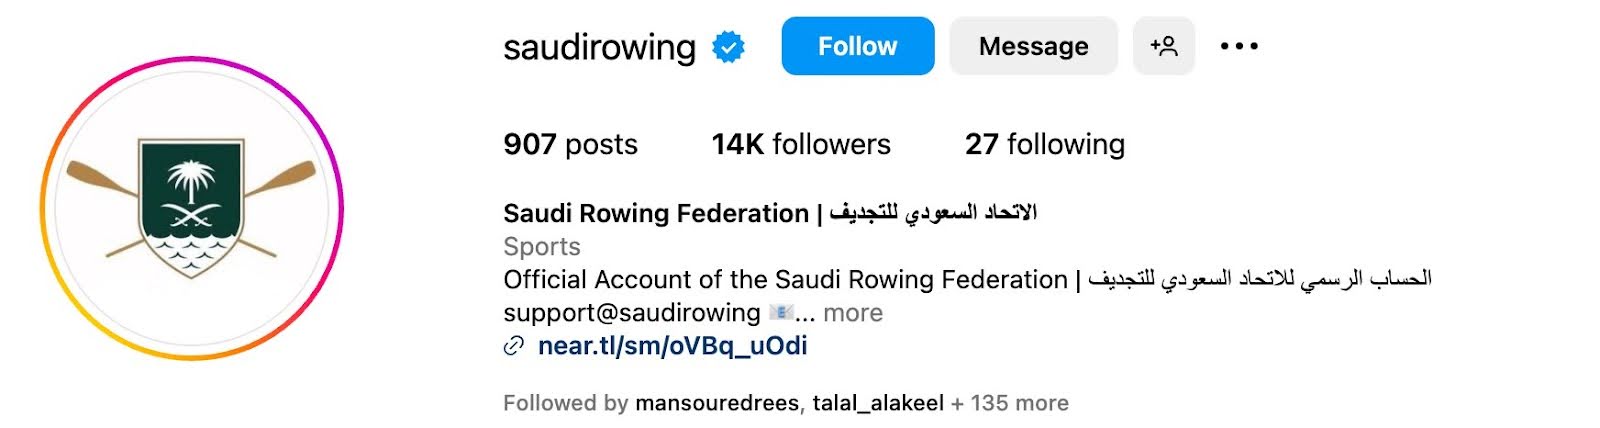 saudirowing Follow Message
907 posts 14K followers 27 following
Saudi Rowing Federation | الاتحاد السعودي للتجديف
Sports
Official Account of the Saudi Rowing Federation | الحساب الرسمي للاتحاد السعودي للتجديف
support@saudirowing 📧... more
near.tl/sm/oVBq_uOdi
Followed by mansouredrees, talal_alakeel + 135 more